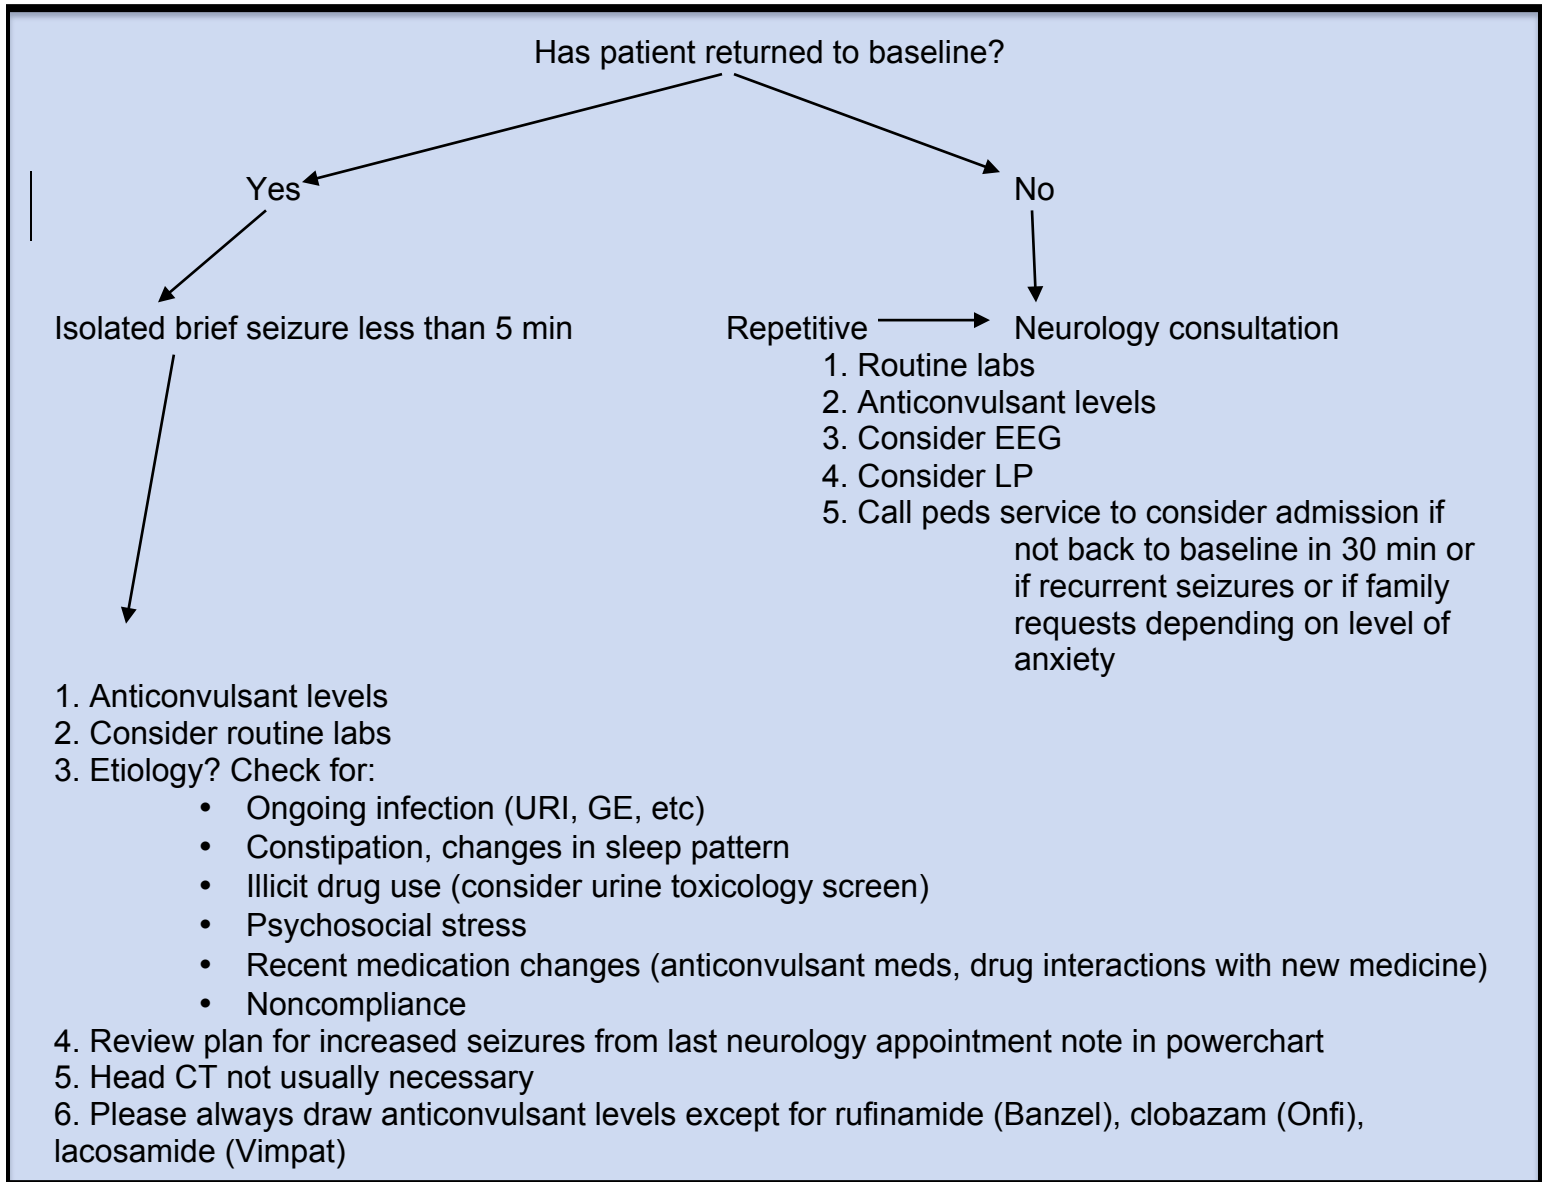 Has patient returned to baseline?
Yes
No
Isolated brief seizure less than 5 min
Repetitive
Neurology consultation
1. Routine labs
2. Anticonvulsant levels
3. Consider EEG
4. Consider LP
5. Call peds service to consider admission if
not back to baseline in 30 min or
if recurrent seizures or if family
requests depending on level of
anxiety
1. Anticonvulsant levels
2. Consider routine labs
3. Etiology? Check for:
• Ongoing infection (URI, GE, etc)
• Constipation, changes in sleep pattern
• Illicit drug use (consider urine toxicology screen)
• Psychosocial stress
• Recent medication changes (anticonvulsant meds, drug interactions with new medicine)
• Noncompliance
4. Review plan for increased seizures from last neurology appointment note in powerchart
5. Head CT not usually necessary
6. Please always draw anticonvulsant levels except for rufinamide (Banzel), clobazam (Onfi),
lacosamide (Vimpat)